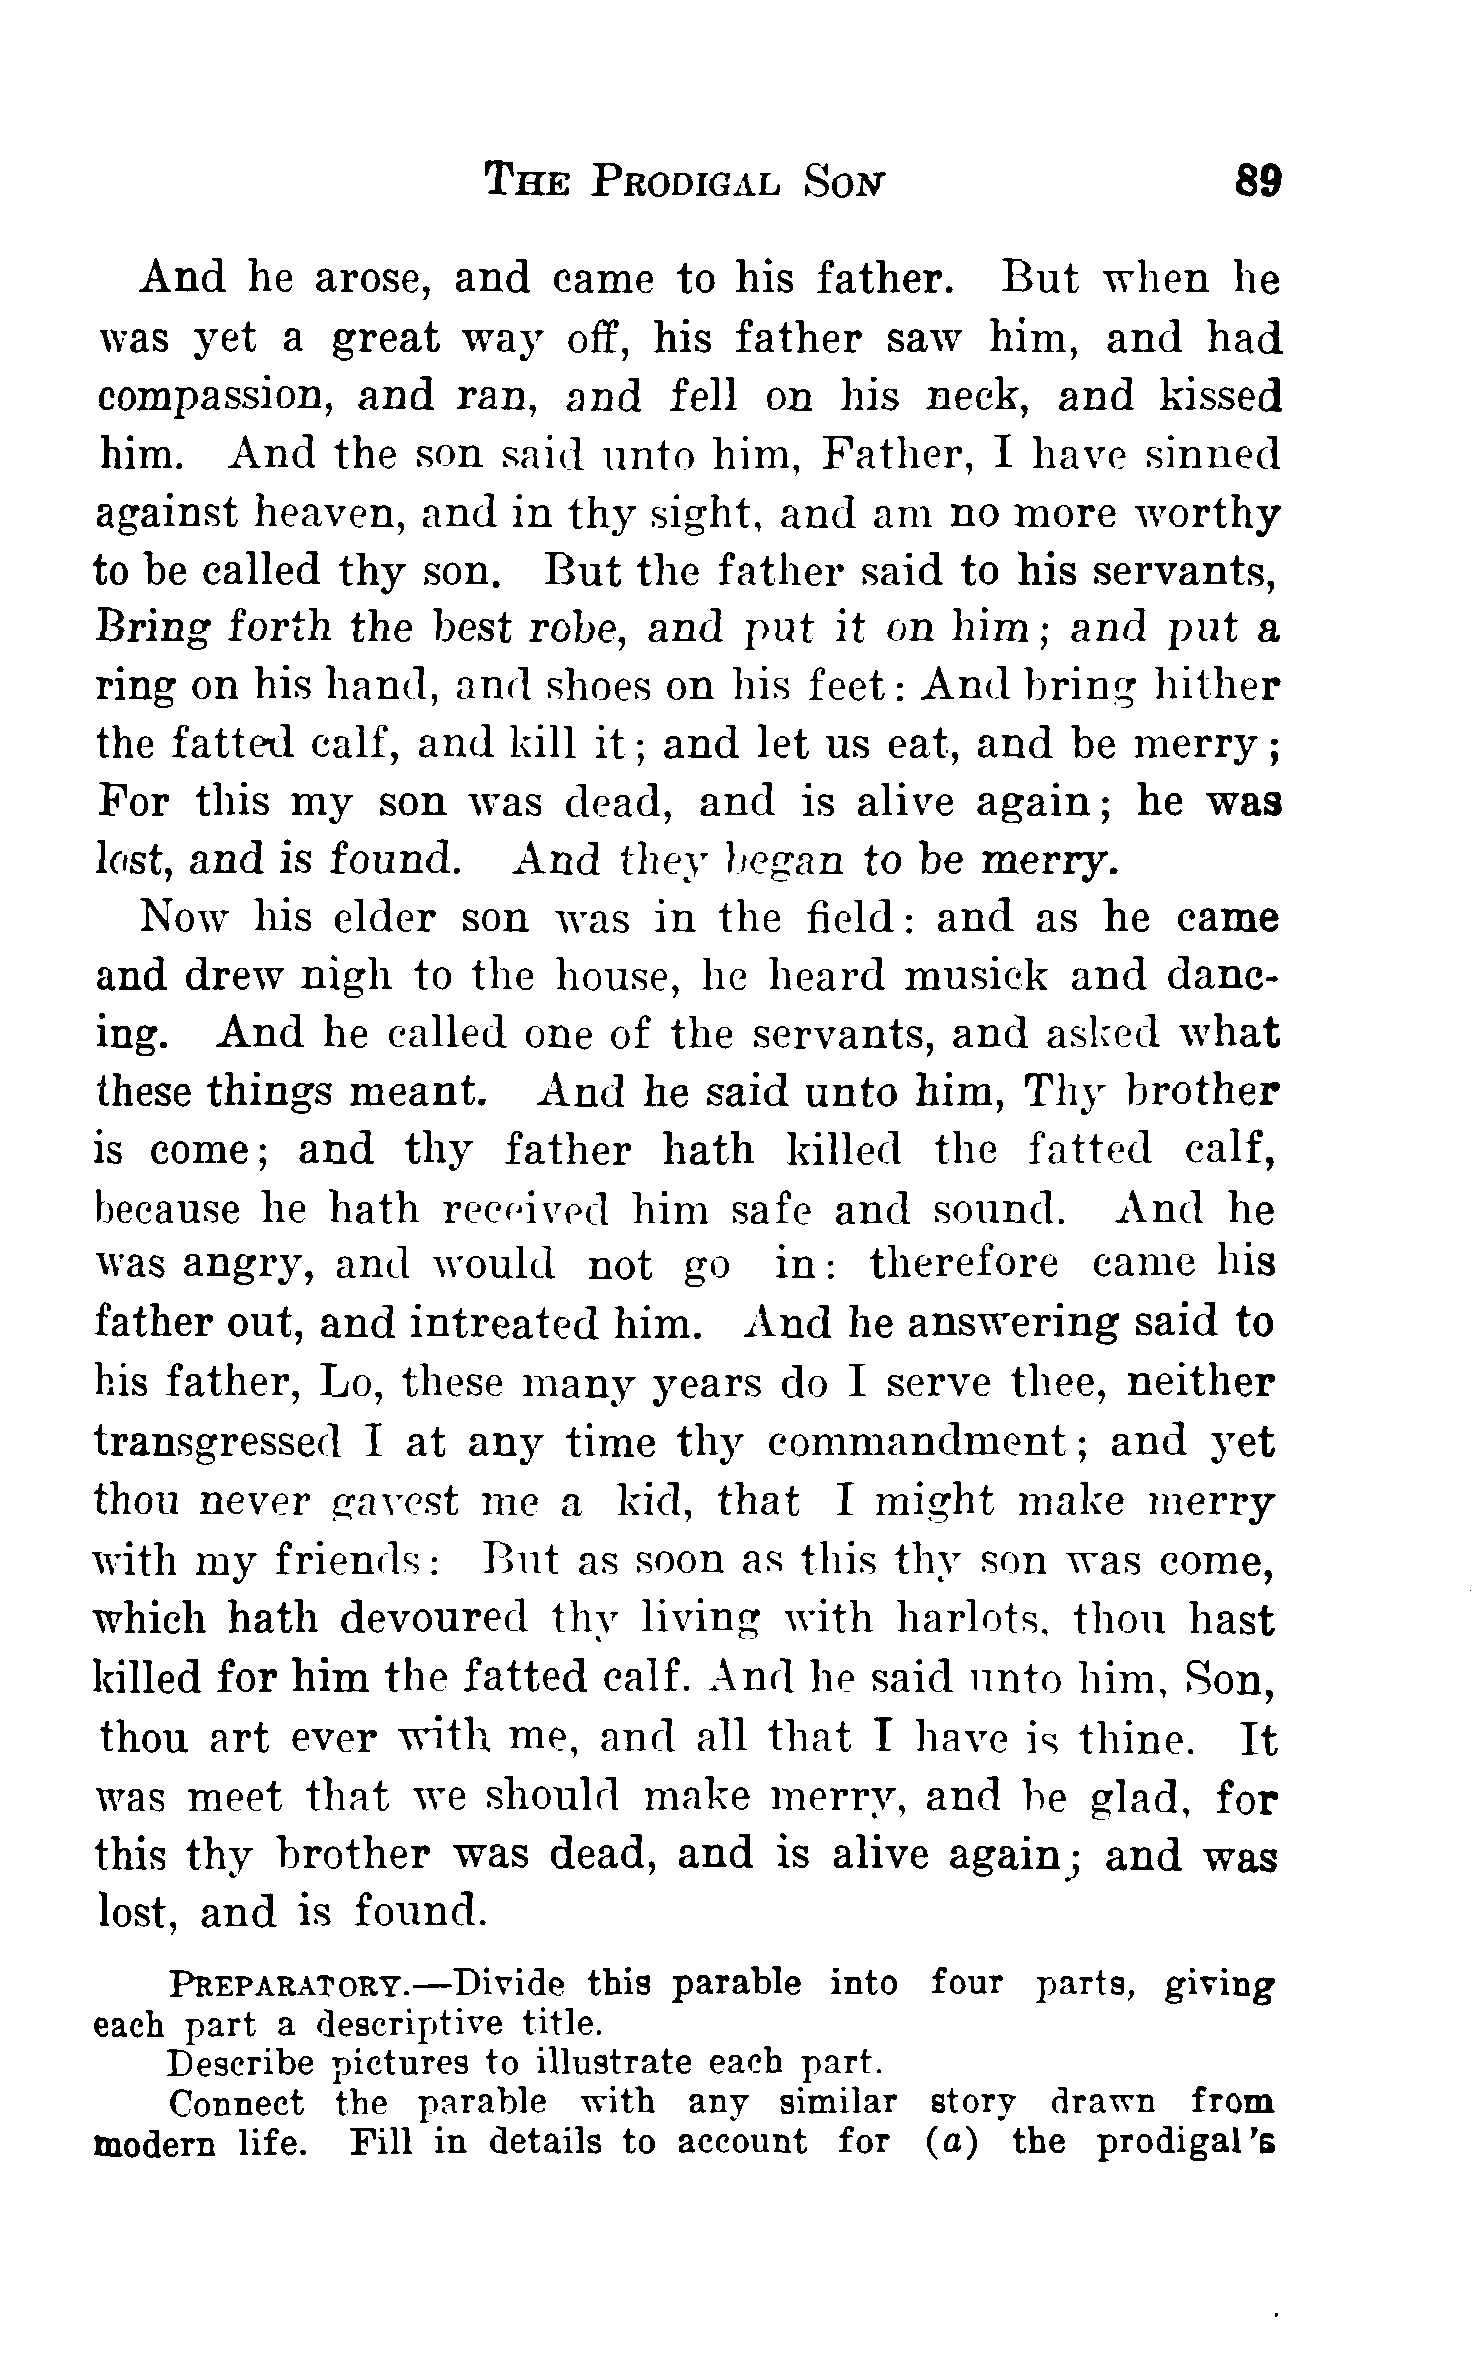 THE PRODIGAL SON 89
And he arose, and came to his father. But when he
was yet a great way off, his father saw him, and had
compassion, and ran, and fell on his neck, and kissed
him. And the son said unto him, Father, I have sinned
against heaven, and in thy sight, and am no more worthy
to be called thy son. But the father said to his servants,
Bring forth the best robe, and put it on him; and put a
ring on his hand, and shoes on his feet: And bring hither
the fatted calf, and kill it; and let us eat, and be merry;
For this my son was dead, and is alive again; he was
lost, and is found. And they began to be merry.
Now his elder son was in the field: and as he came
and drew nigh to the house, he heard musick and danc-
ing. And he called one of the servants, and asked what
these things meant. And he said unto him, Thy brother
is come; and thy father hath killed the fatted calf,
because he hath received him safe and sound. And he
was angry, and would not go in: therefore came his
father out, and intreated him. And he answering said to
his father, Lo, these many years do I serve thee, neither
transgressed I at any time thy commandment; and yet
thou never gavest me a kid, that I might make merry
with my friends: But as soon as this thy son was come,
which hath devoured thy living with harlots, thou hast
killed for him the fatted calf. And he said unto him, Son,
thou art ever with me, and all that I have is thine. It
was meet that we should make merry, and be glad, for
this thy brother was dead, and is alive again; and was
lost, and is found.
PREPARATORY.—Divide this parable into four parts, giving
each part a descriptive title.
Describe pictures to illustrate each part.
Connect the parable with any similar story drawn from
modern life. Fill in details to account for (a) the prodigal's